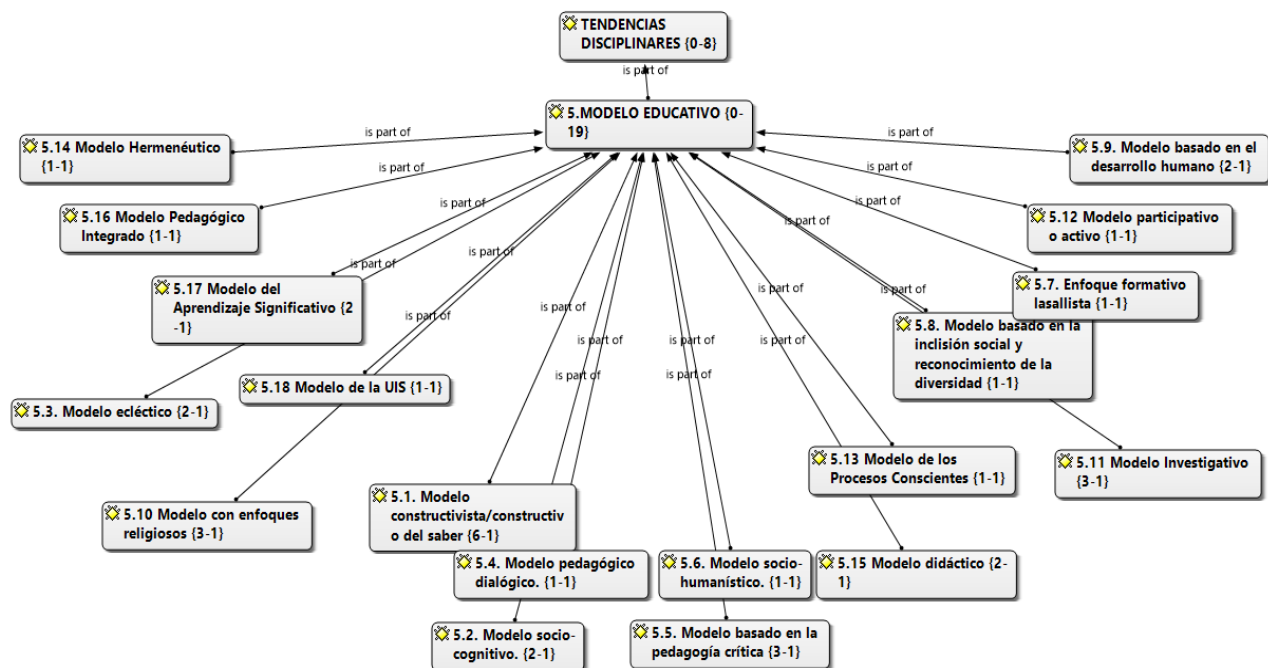 TENDENCIAS
DISCIPLINARES {0-8}
is part of
5.MODELO EDUCATIVO {0-
19}
is part of
5.14 Modelo Hermenéutico
{1-1}
is part of
5.9. Modelo basado en el
desarrollo humano {2-1}
is part of
5.16 Modelo Pedagógico
Integrado {1-1}
is part of
5.12 Modelo participativo
o activo {1-1}
is part of
is part of
is part of
5.17 Modelo del
Aprendizaje Significativo {2
-1}
is part of
5.7. Enfoque formativo
lasallista {1-1}
is part of
is part of
is part of
is part of
5.8. Modelo basado en la
inclisión social y
reconocimiento de la
diversidad {1-1}
is part of
is part of
is part of
is part of
is part of
is part of
5.18 Modelo de la UIS {1-1}
5.3. Modelo ecléctico {2-1}
5.13 Modelo de los
Procesos Conscientes {1-1}
5.11 Modelo Investigativo
{3-1}
5.10 Modelo con enfoques
religiosos {3-1}
5.1. Modelo
constructivista/constructiv
o del saber {6-1}
5.4. Modelo pedagógico
dialógico. {1-1}
5.6. Modelo socio-
humanístico. {1-1}
5.15 Modelo didáctico {2-
1}
5.2. Modelo socio-
cognitivo. {2-1}
5.5. Modelo basado en la
pedagogía crítica {3-1}